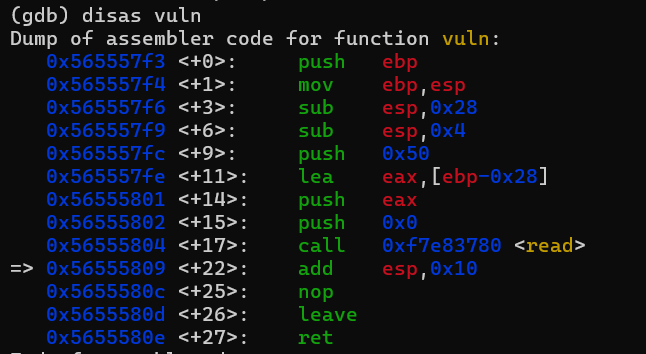 (gdb) disas vuln
Dump of assembler code for function vuln:
   0x565557f3 <+0>:     push   ebp
   0x565557f4 <+1>:     mov    ebp,esp
   0x565557f6 <+3>:     sub    esp,0x28
   0x565557f9 <+6>:     sub    esp,0x4
   0x565557fc <+9>:     push   0x50
   0x565557fe <+11>:    lea    eax,[ebp-0x28]
   0x56555801 <+14>:    push   eax
   0x56555802 <+15>:    push   0x0
   0x56555804 <+17>:    call   0xf7e83780 <read>
=> 0x56555809 <+22>:    add    esp,0x10
   0x5655580c <+25>:    nop
   0x5655580d <+26>:    leave
   0x5655580e <+27>:    ret